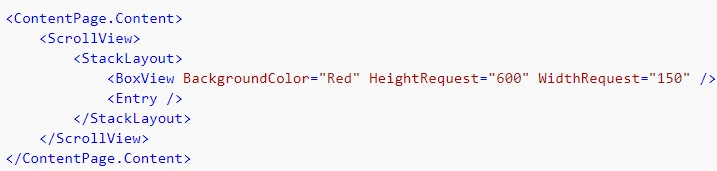 <ContentPage.Content>
    <ScrollView>
        <StackLayout>
            <BoxView BackgroundColor="Red" HeightRequest="600" WidthRequest="150" />
            <Entry />
        </StackLayout>
    </ScrollView>
</ContentPage.Content>